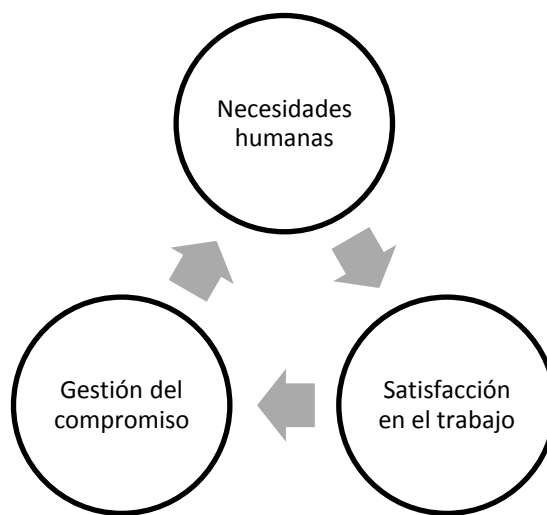 Necesidades
humanas
Satisfacción
en el trabajo
Gestión del
compromiso